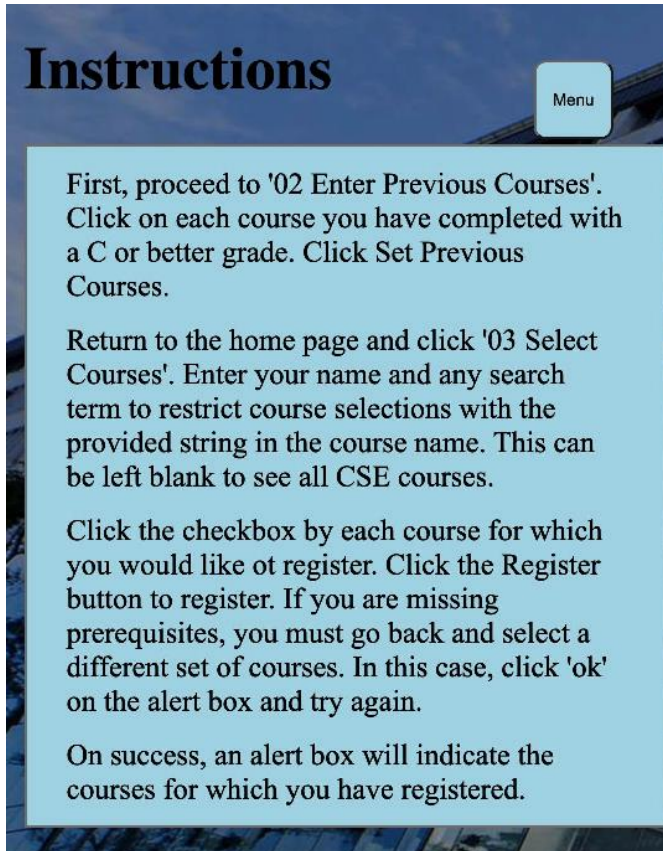 Instructions
Menu
First, proceed to '02 Enter Previous Courses'.
Click on each course you have completed with
a C or better grade. Click Set Previous
Courses.
Return to the home page and click '03 Select
Courses'. Enter your name and any search
term to restrict course selections with the
provided string in the course name. This can
be left blank to see all CSE courses.
Click the checkbox by each course for which
you would like ot register. Click the Register
button to register. If you are missing
prerequisites, you must go back and select a
different set of courses. In this case, click 'ok'
on the alert box and try again.
On success, an alert box will indicate the
courses for which you have registered.